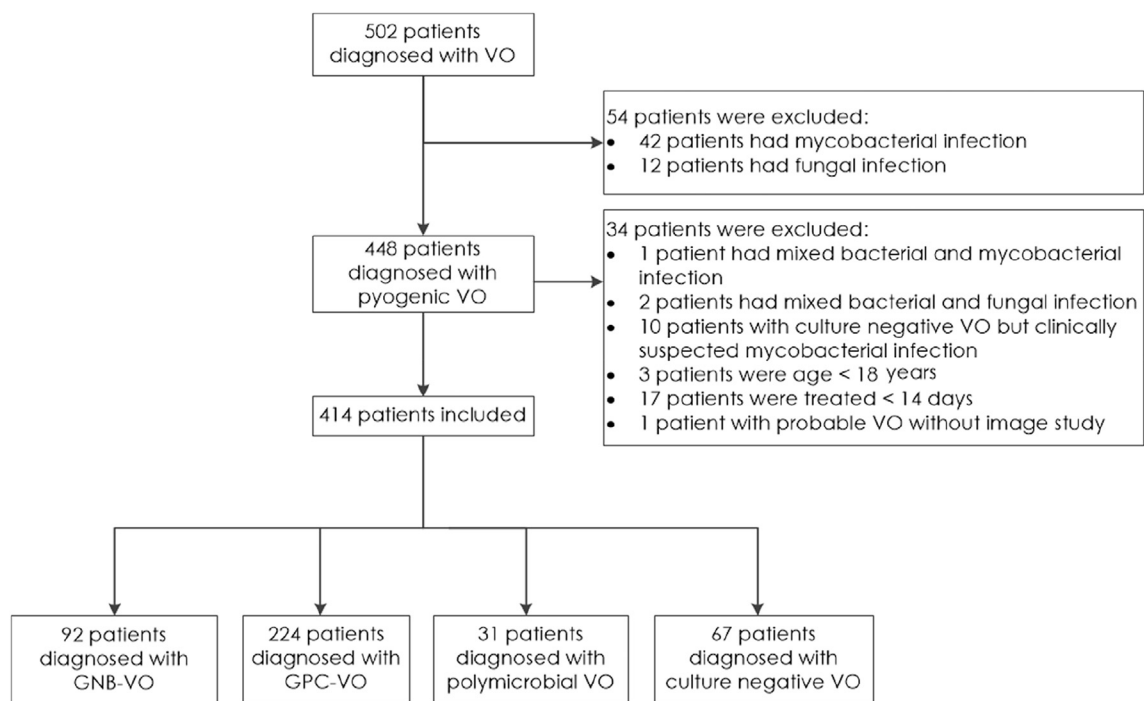 502 patients
diagnosed with VO
54 patients were excluded:
• 42 patients had mycobacterial infection
• 12 patients had fungal infection
448 patients
diagnosed with
pyogenic VO
34 patients were excluded:
• 1 patient had mixed bacterial and mycobacterial
infection
• 2 patients had mixed bacterial and fungal infection
• 10 patients with culture negative VO but clinically
suspected mycobacterial infection
• 3 patients were age < 18 years
• 17 patients were treated < 14 days
• 1 patient with probable VO without image study
414 patients included
92 patients
diagnosed with
GNB-VO
224 patients
diagnosed with
GPC-VO
31 patients
diagnosed with
polymicrobial VO
67 patients
diagnosed with
culture negative VO